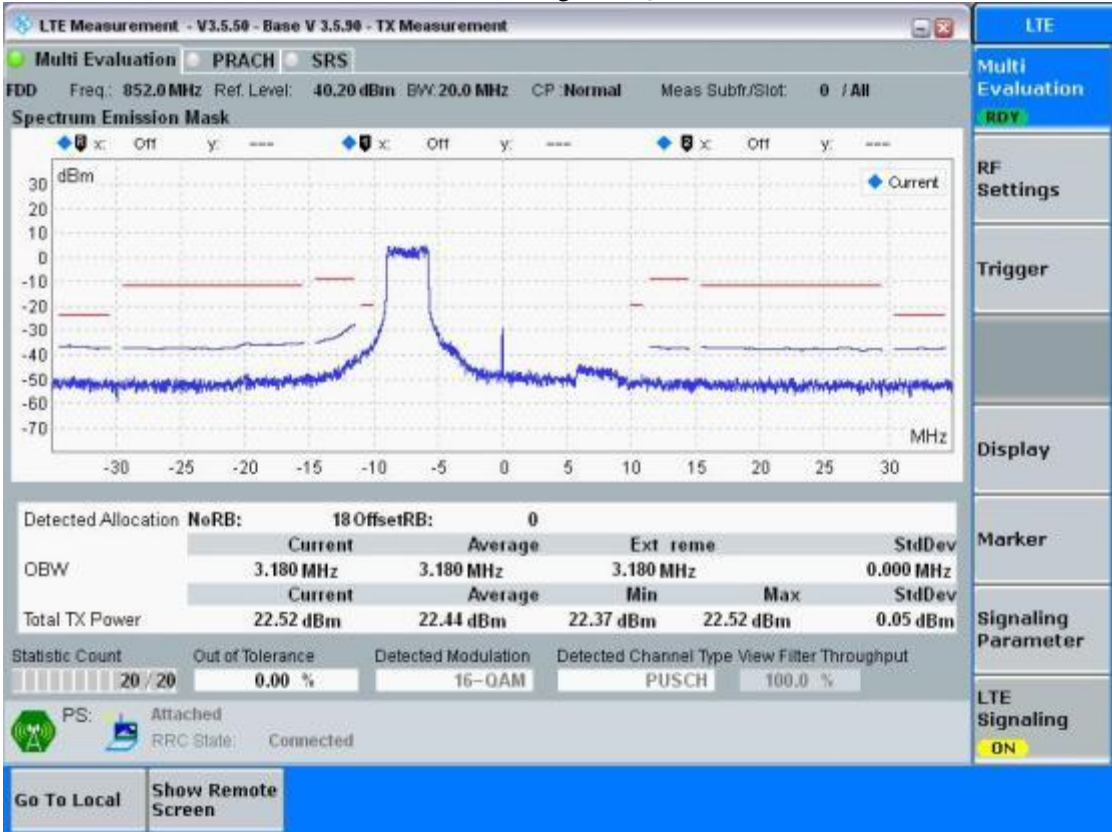 LTE Measurement - V3.5.50 - Base V 3.5.90 - TX Measurement
LTE
Multi Evaluation PRACH SRS
Multi
Evaluation
RDY
FDD Freq.: 852.0 MHz Ref. Level: 40.20 dBm BW: 20.0 MHz CP :Normal Meas Subfr./Slot: 0 / All
Spectrum Emission Mask
x: Off y: --- x: Off y: --- x: Off y: ---
dBm
Current
30
20
10
0
-10
-20
-30
-40
-50
-60
-70
MHz
-30 -25 -20 -15 -10 -5 0 5 10 15 20 25 30
RF
Settings
Trigger
Display
Marker
Signaling
Parameter
LTE
Signaling
ON
Detected Allocation NoRB: 18 OffsetRB: 0
Current Average Ext reme StdDev
OBW 3.180 MHz 3.180 MHz 3.180 MHz 0.000 MHz
Current Average Min Max StdDev
Total TX Power 22.52 dBm 22.44 dBm 22.37 dBm 22.52 dBm 0.05 dBm
Statistic Count Out of Tolerance Detected Modulation Detected Channel Type View Filter Throughput
20 / 20 0.00 % 16-QAM PUSCH 100.0 %
PS: Attached
RRC State: Connected
Go To Local
Show Remote
Screen